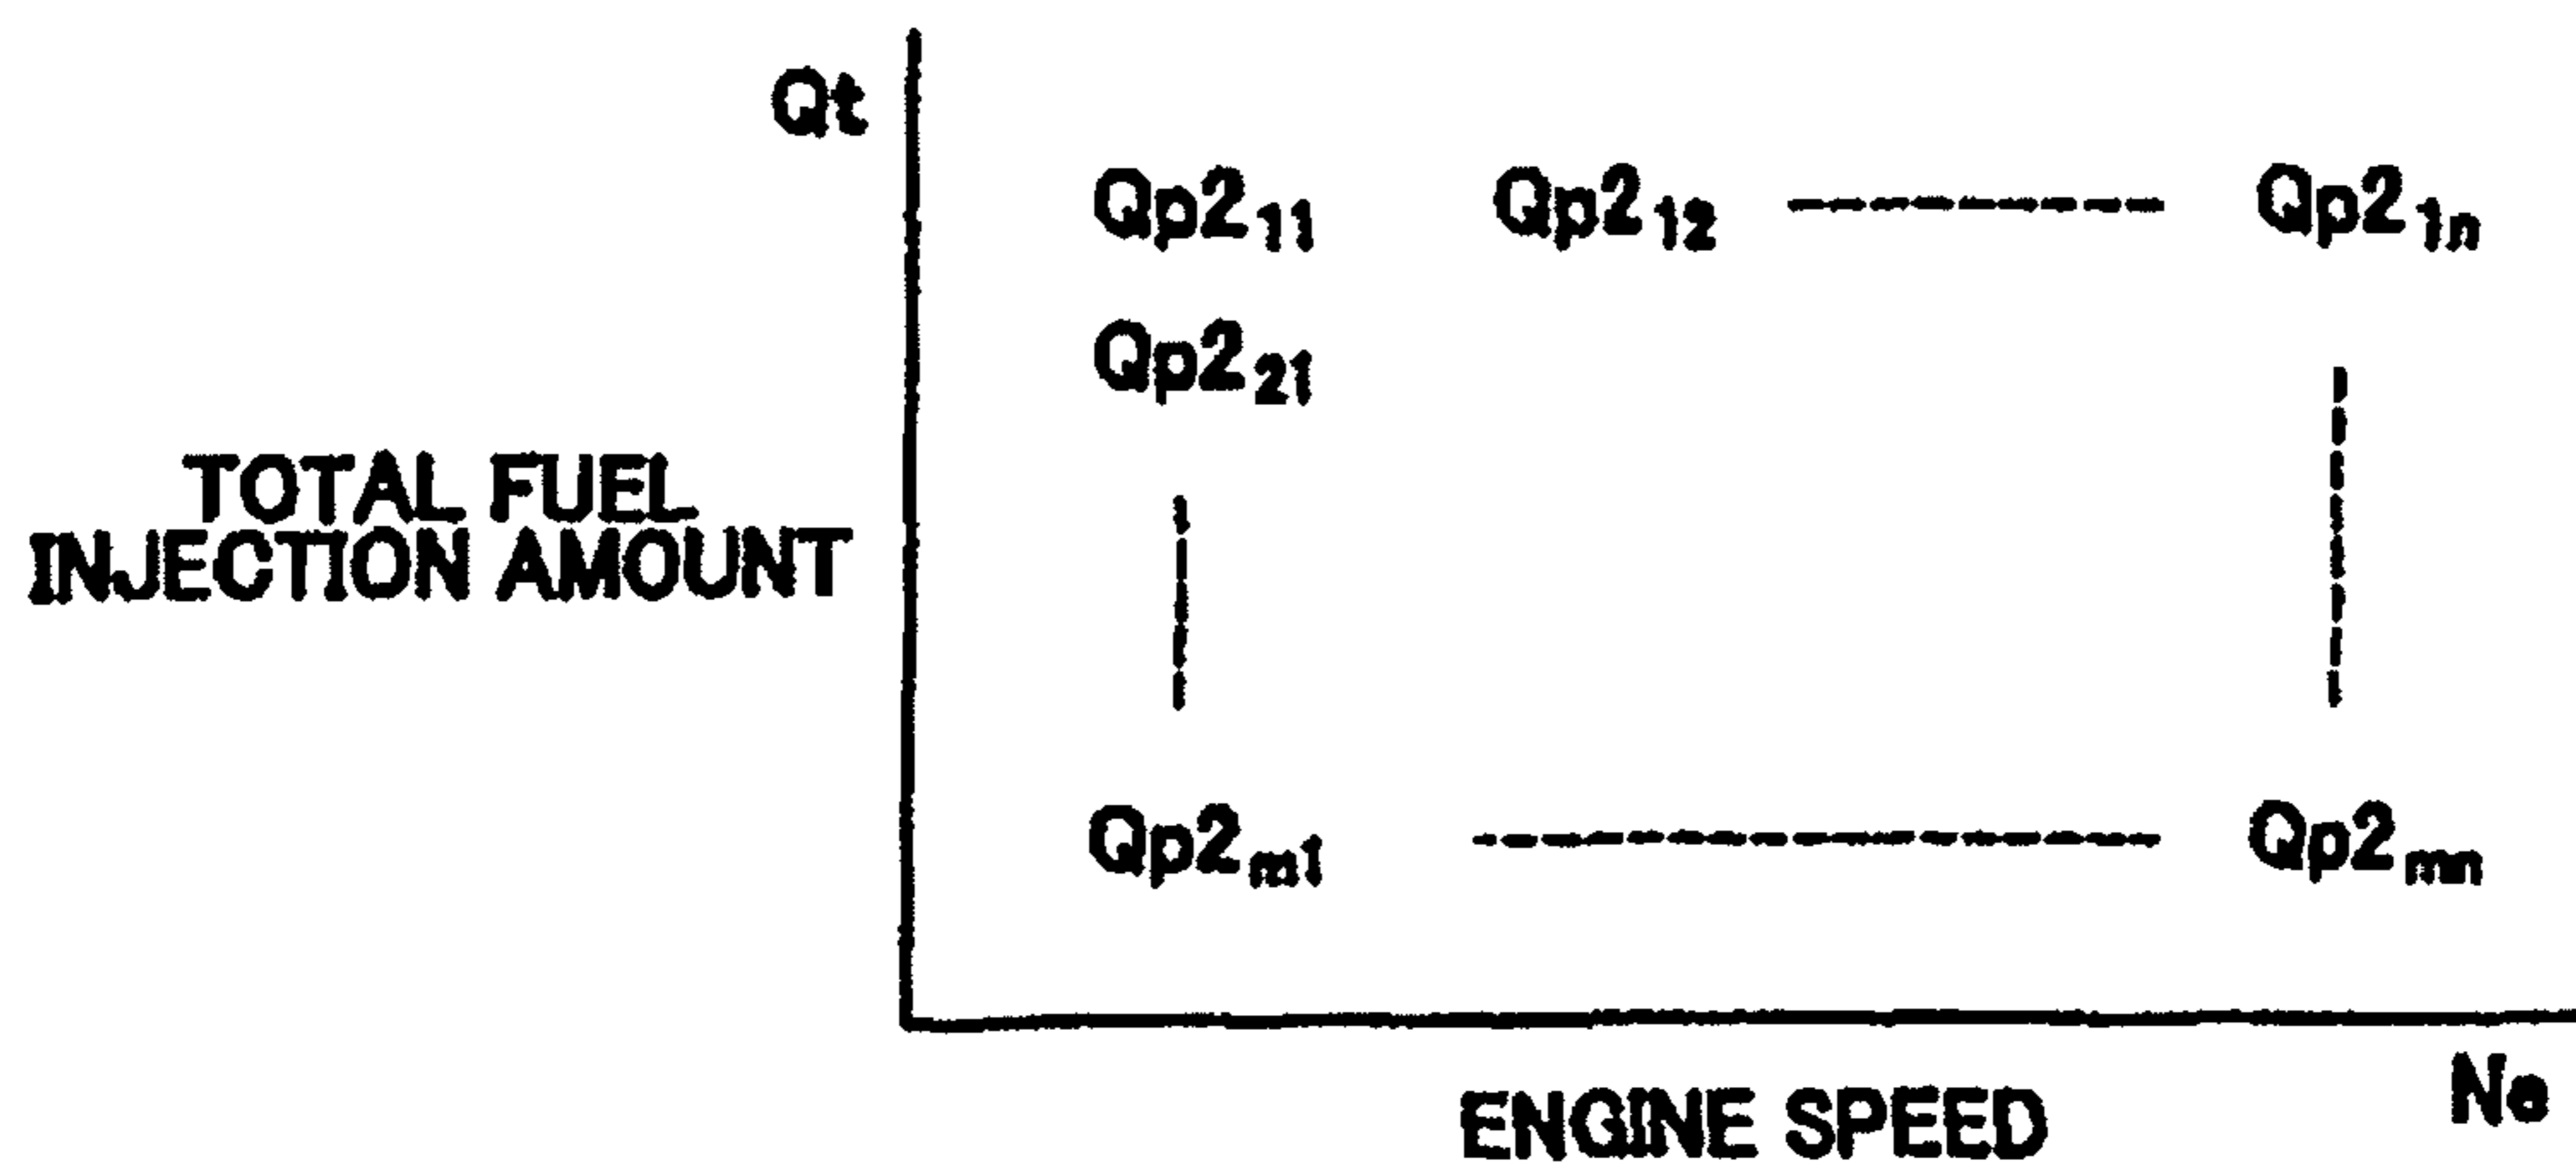 Qt
Qp2₁₁ Qp2₁₂ Qp2₁ₙ
Qp2₂₁
TOTAL FUEL
INJECTION AMOUNT
Qp2ₘ₁ Qp2ₘₙ
Ne
ENGINE SPEED